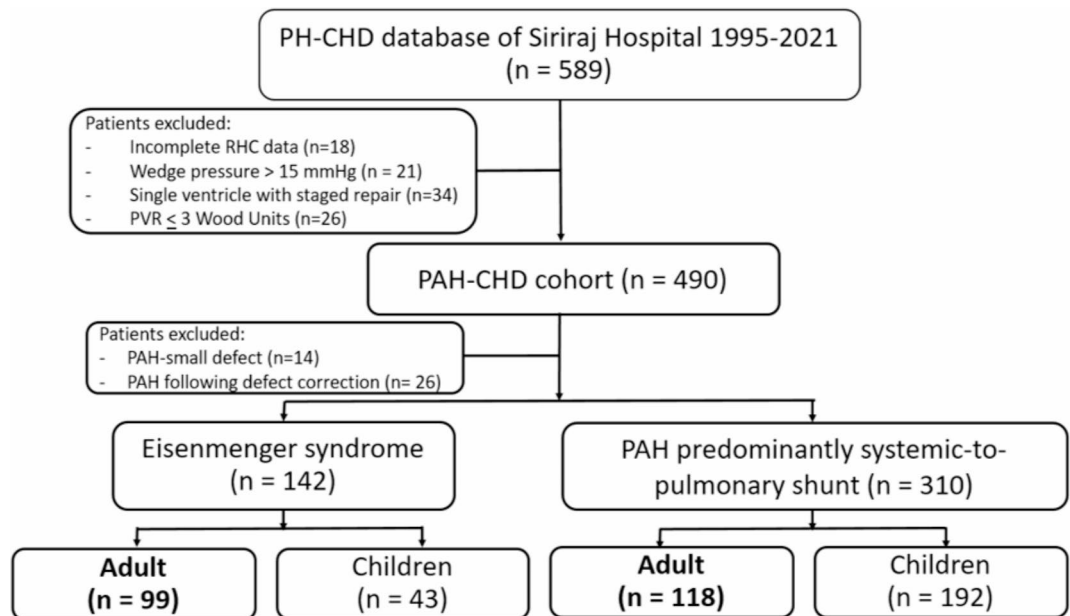 PH-CHD database of Siriraj Hospital 1995-2021
(n = 589)
Patients excluded:
- Incomplete RHC data (n=18)
- Wedge pressure > 15 mmHg (n = 21)
- Single ventricle with staged repair (n=34)
- PVR ≤ 3 Wood Units (n=26)
PAH-CHD cohort (n = 490)
Patients excluded:
- PAH-small defect (n=14)
- PAH following defect correction (n= 26)
Eisenmenger syndrome
(n = 142)
PAH predominantly systemic-to-
pulmonary shunt (n = 310)
Adult
(n = 99)
Children
(n = 43)
Adult
(n = 118)
Children
(n = 192)